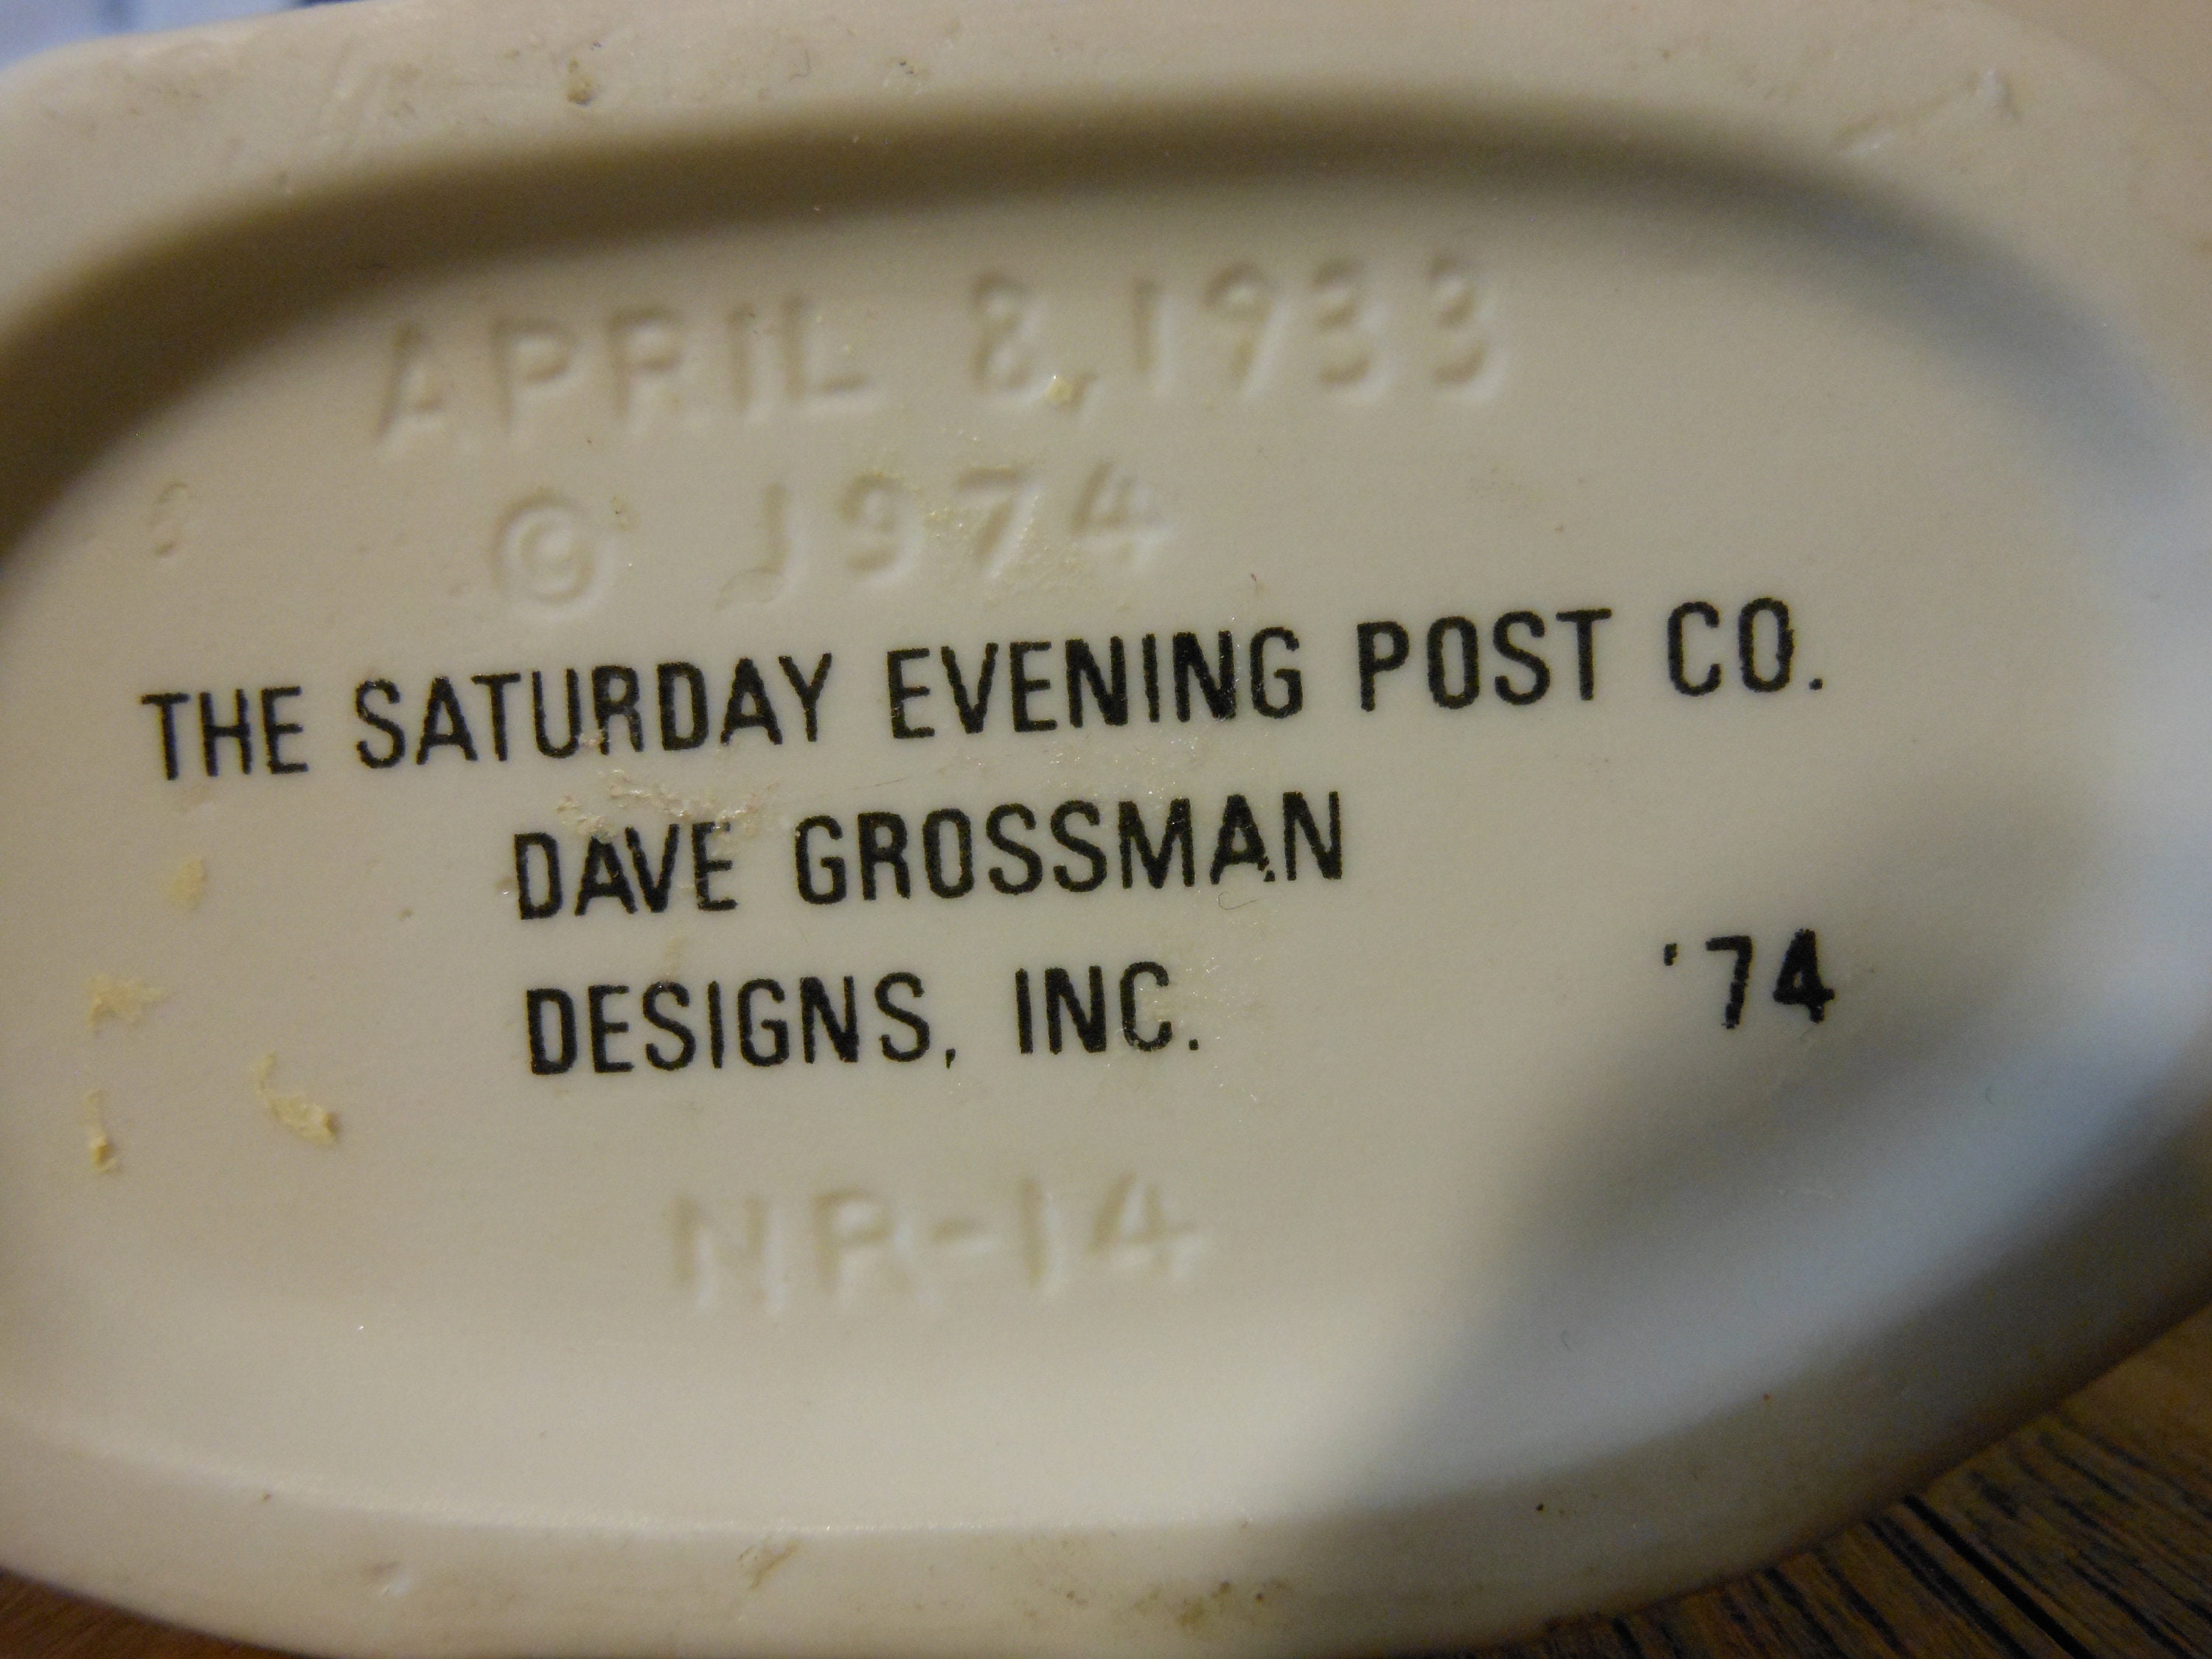 APRIL 8, 1933
© 1974
THE SATURDAY EVENING POST CO.
DAVE GROSSMAN
DESIGNS, INC. '74
NR-14